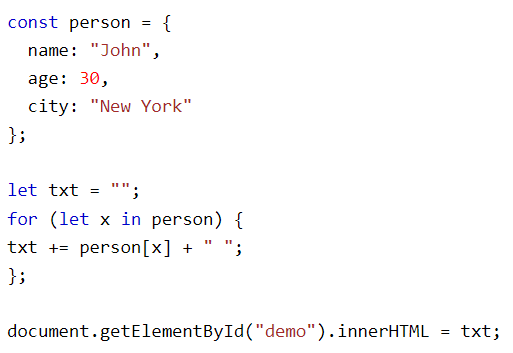 const person = {
  name: "John",
  age: 30,
  city: "New York"
};

let txt = "";
for (let x in person) {
txt += person[x] + " ";
};

document.getElementById("demo").innerHTML = txt;